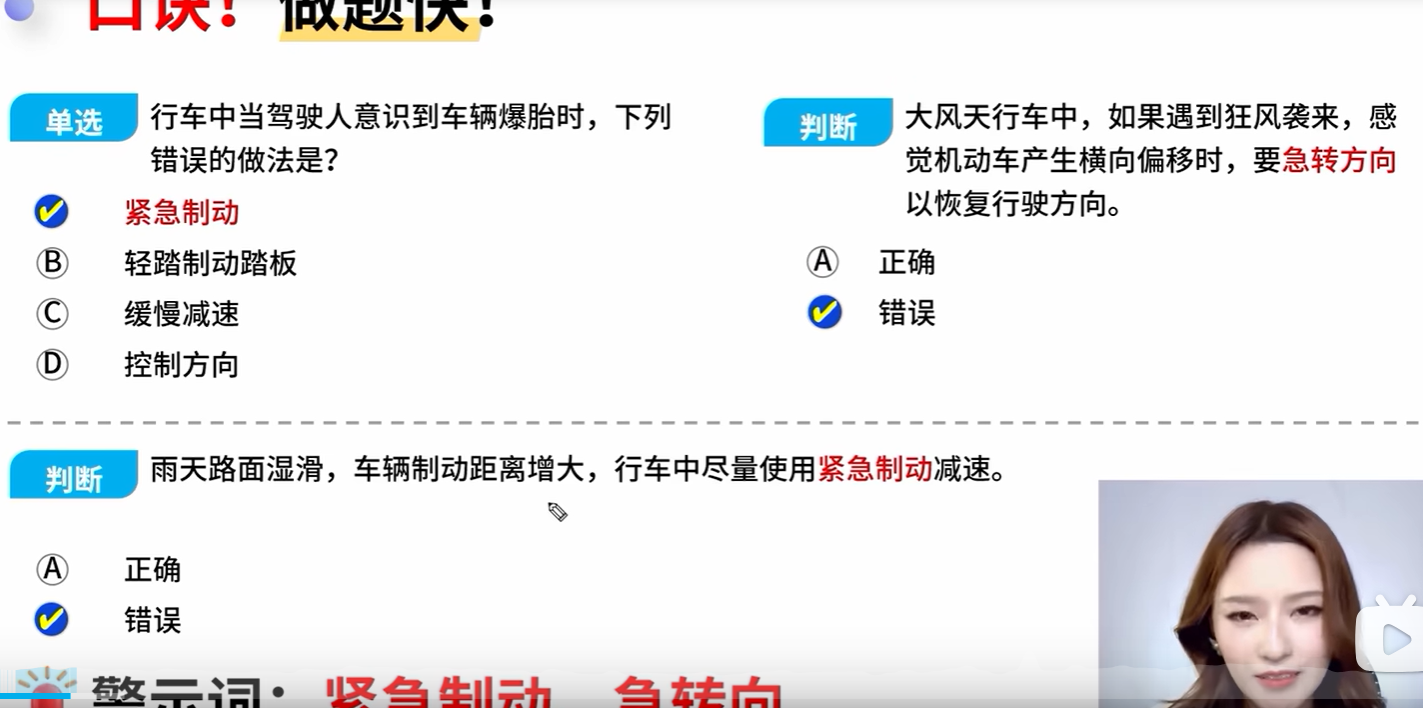 口诀！做题快！
单选
行车中当驾驶人意识到车辆爆胎时，下列
错误的做法是？
紧急制动
B 轻踏制动踏板
C 缓慢减速
D 控制方向
判断
大风天行车中，如果遇到狂风袭来，感
觉机动车产生横向偏移时，要急转方向
以恢复行驶方向。
A 正确
错误
判断
雨天路面湿滑，车辆制动距离增大，行车中尽量使用紧急制动减速。
A 正确
错误
警示词：紧急制动 急转向